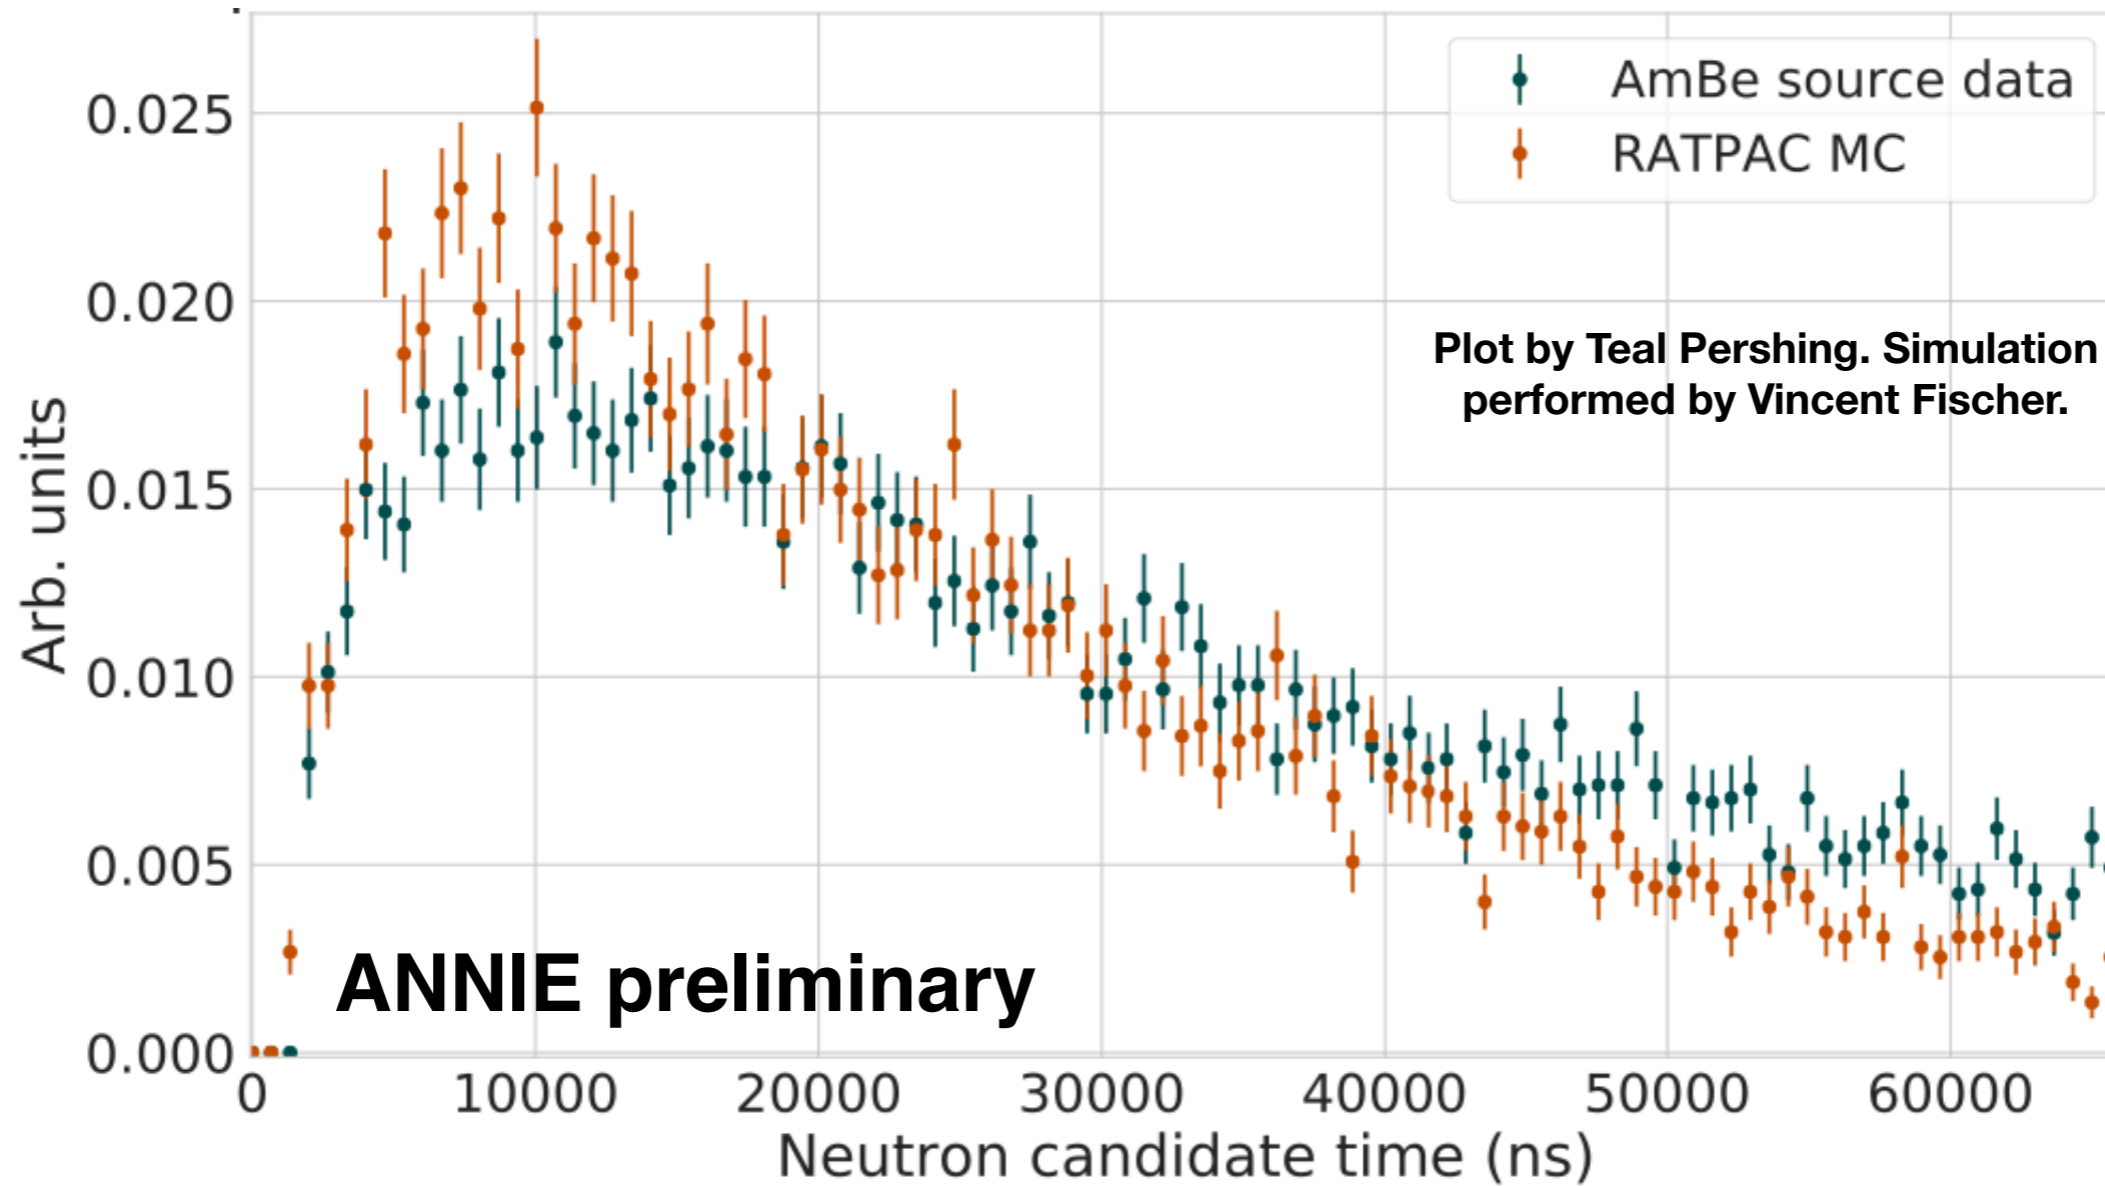 AmBe source data
RATPAC MC
Plot by Teal Pershing. Simulation
performed by Vincent Fischer.
ANNIE preliminary
Arb. units
0.025
0.020
0.015
0.010
0.005
0.000
0 10000 20000 30000 40000 50000 60000
Neutron candidate time (ns)